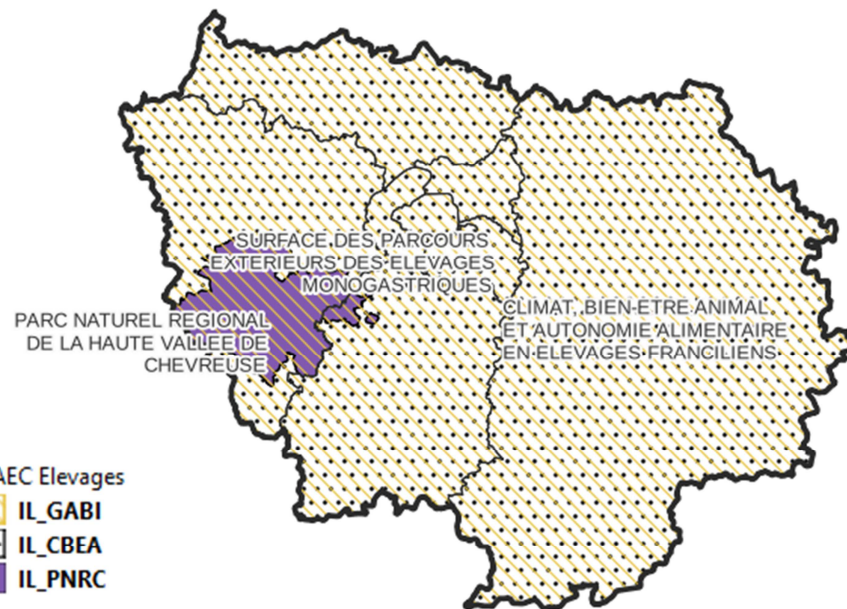 SURFACE DES PARCOURS
EXTERIEURS DES ELEVAGES
MONOGASTRIQUES
PARC NATUREL REGIONAL
DE LA HAUTE VALLEE DE
CHEVREUSE
CLIMAT, BIEN-ETRE ANIMAL
ET AUTONOMIE ALIMENTAIRE
EN ELEVAGES FRANCILIENS
AEC Elevages
IL_GABI
IL_CBEA
IL_PNRC